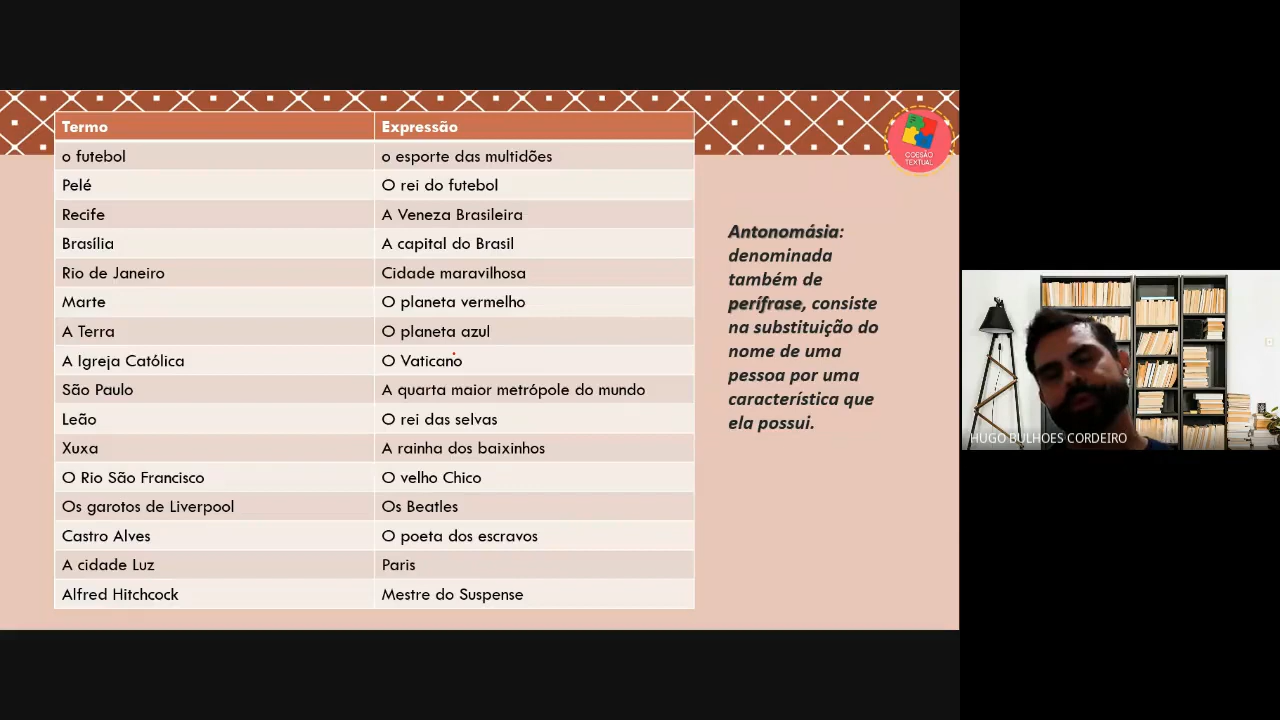 Termo Expressão
o futebol o esporte das multidões
Pelé O rei do futebol
Recife A Veneza Brasileira
Brasília A capital do Brasil
Rio de Janeiro Cidade maravilhosa
Marte O planeta vermelho
A Terra O planeta azul
A Igreja Católica O Vaticano
São Paulo A quarta maior metrópole do mundo
Leão O rei das selvas
Xuxa A rainha dos baixinhos
O Rio São Francisco O velho Chico
Os garotos de Liverpool Os Beatles
Castro Alves O poeta dos escravos
A cidade Luz Paris
Alfred Hitchcock Mestre do Suspense
COESÃO
TEXTUAL
Antonomásia:
denominada
também de
perífrase, consiste
na substituição do
nome de uma
pessoa por uma
característica que
ela possui.
HUGO BULHOES CORDEIRO